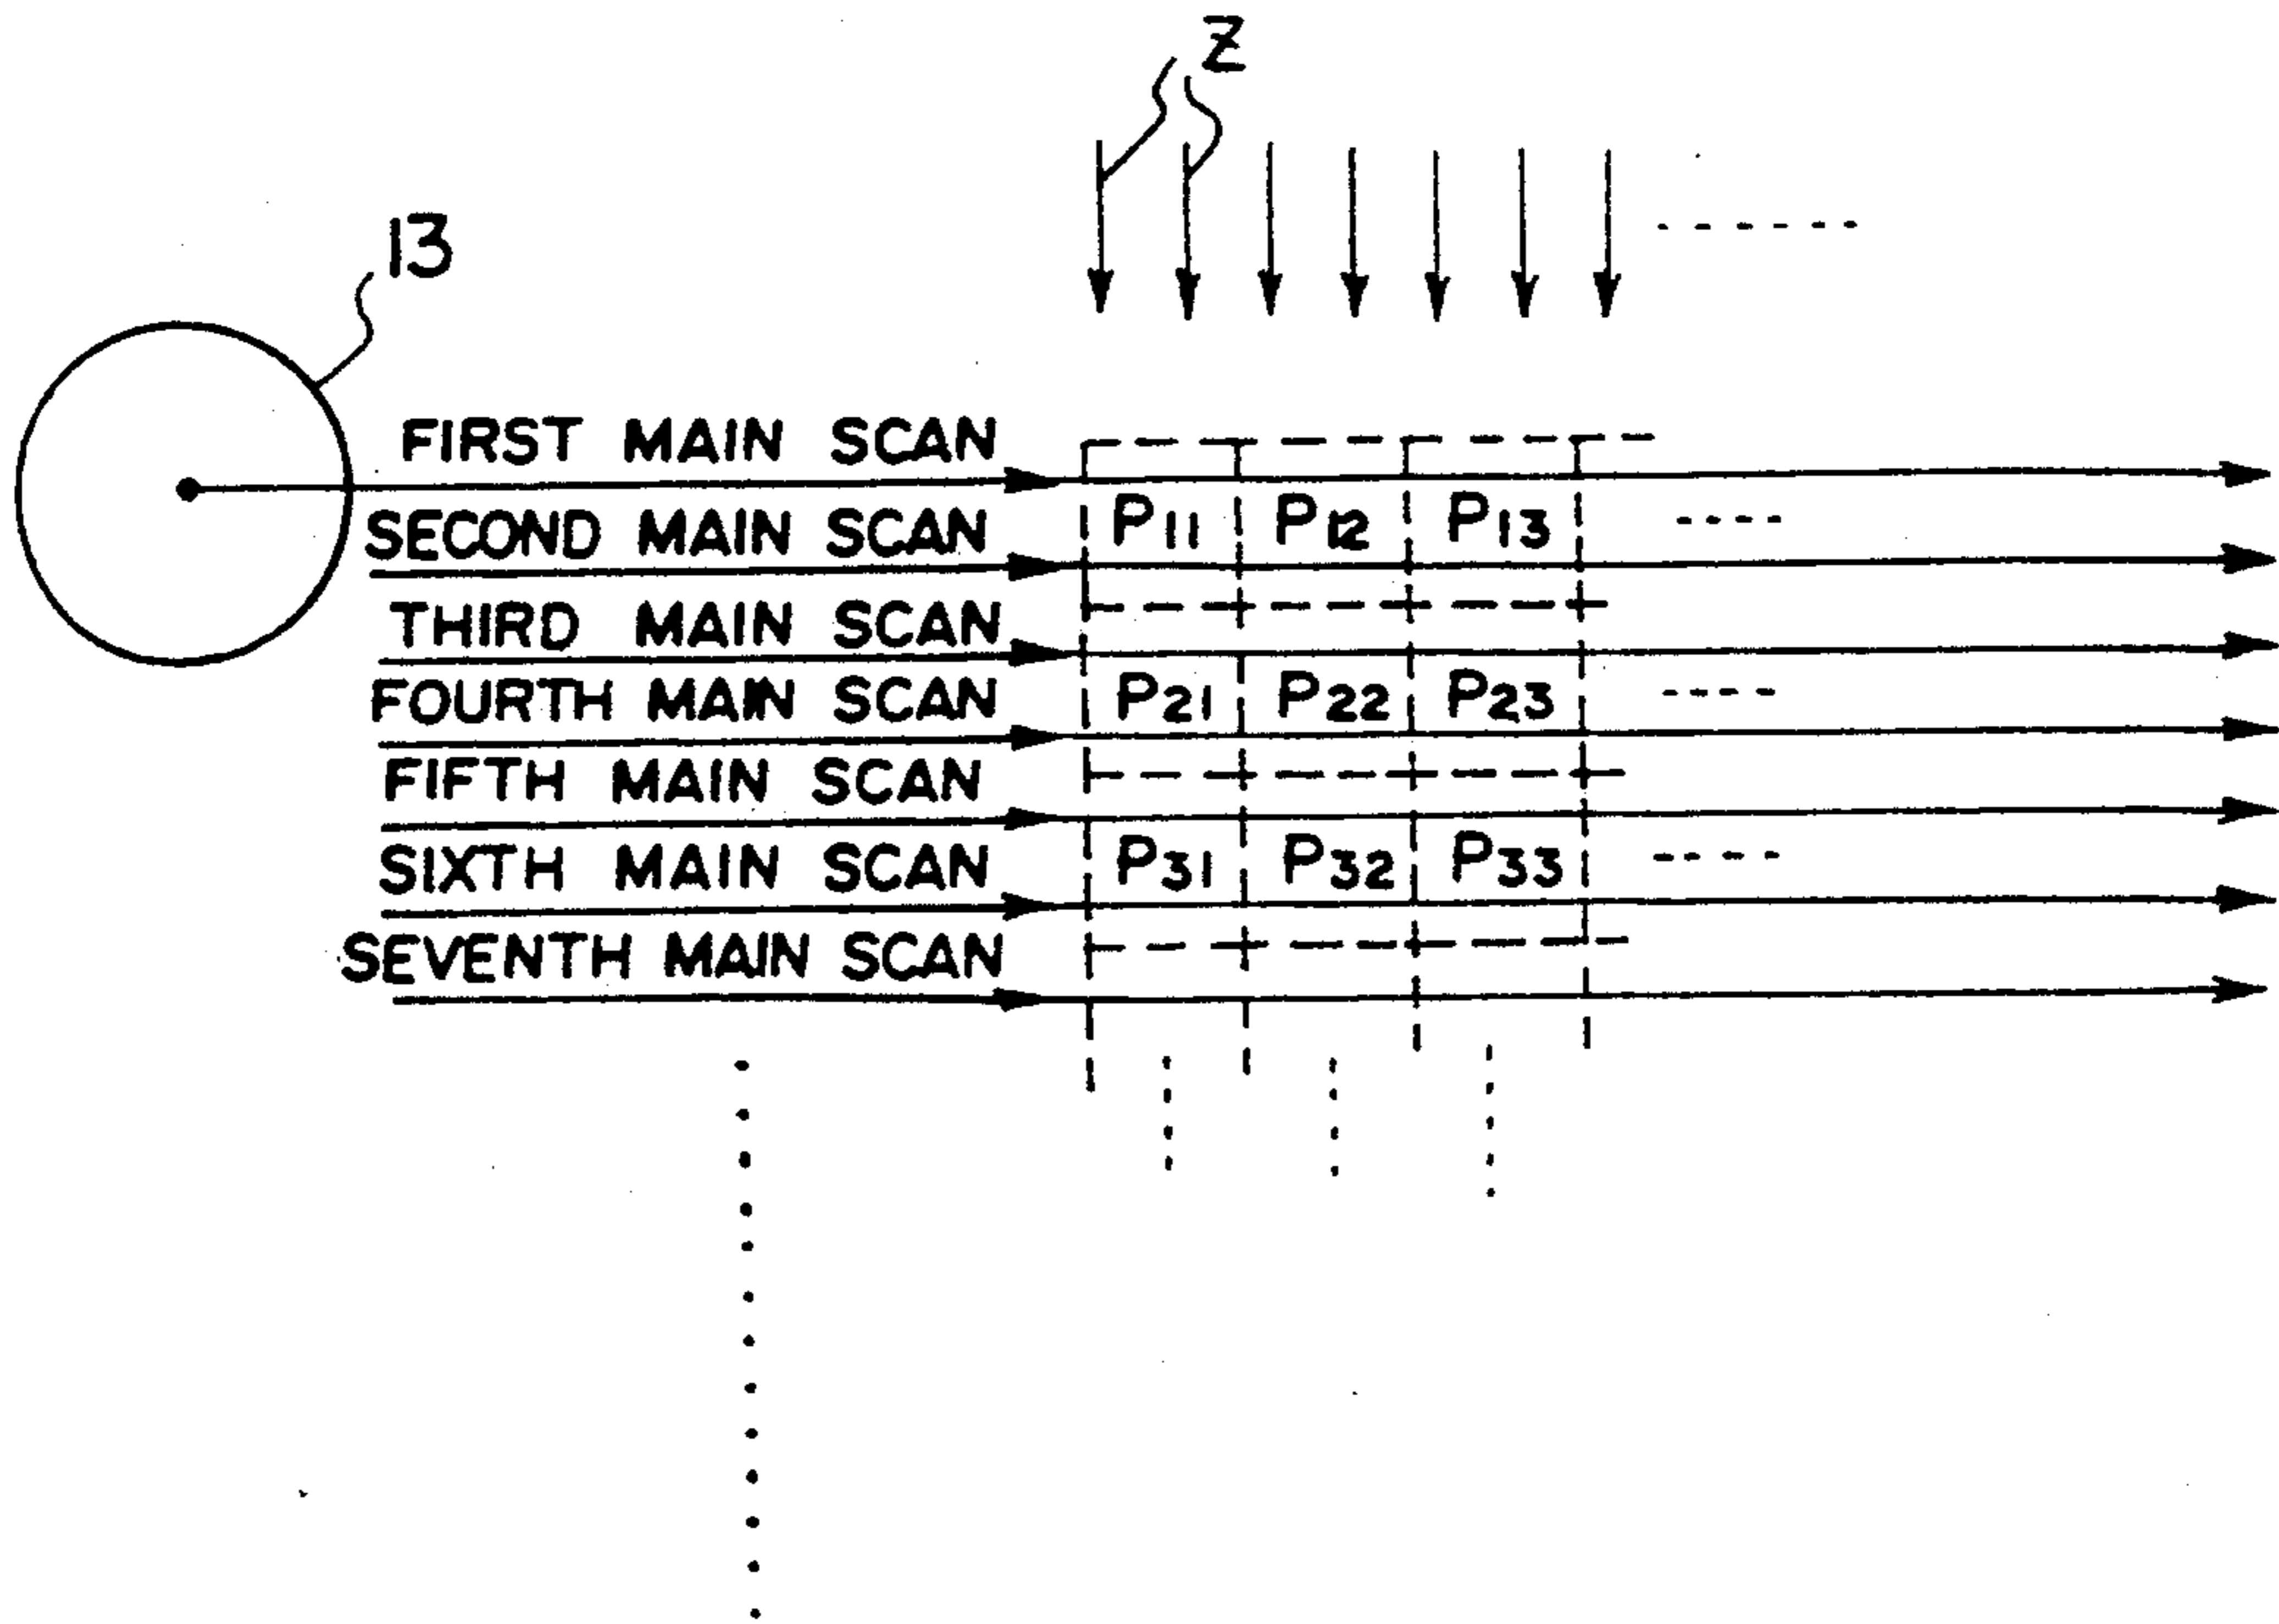 Z
13
FIRST MAIN SCAN
P11 P12 P13
SECOND MAIN SCAN
THIRD MAIN SCAN
P21 P22 P23
FOURTH MAIN SCAN
FIFTH MAIN SCAN
P31 P32 P33
SIXTH MAIN SCAN
SEVENTH MAIN SCAN